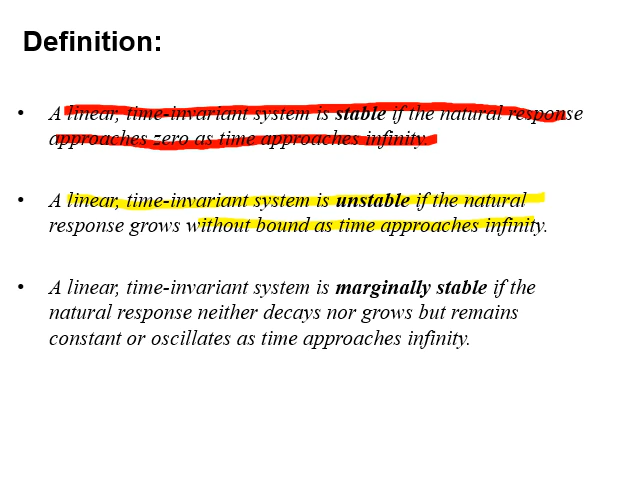 Definition:
• A linear, time-invariant system is stable if the natural response
approaches zero as time approaches infinity.
• A linear, time-invariant system is unstable if the natural
response grows without bound as time approaches infinity.
• A linear, time-invariant system is marginally stable if the
natural response neither decays nor grows but remains
constant or oscillates as time approaches infinity.